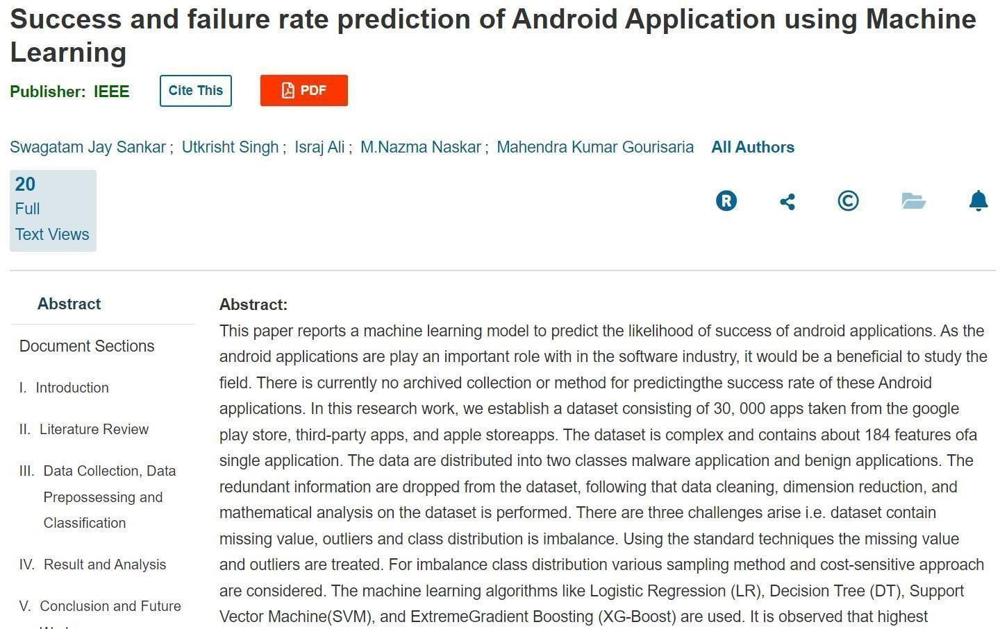 Success and failure rate prediction of Android Application using Machine
Learning
Publisher: IEEE
Cite This
PDF
Swagatam Jay Sankar ; Utkrisht Singh ; Israj Ali ; M.Nazma Naskar ; Mahendra Kumar Gourisaria All Authors
20
Full
Text Views
R
C
Abstract
Document Sections
I. Introduction
II. Literature Review
III. Data Collection, Data
Prepossessing and
Classification
IV. Result and Analysis
V. Conclusion and Future
Abstract:
This paper reports a machine learning model to predict the likelihood of success of android applications. As the
android applications are play an important role with in the software industry, it would be a beneficial to study the
field. There is currently no archived collection or method for predictingthe success rate of these Android
applications. In this research work, we establish a dataset consisting of 30, 000 apps taken from the google
play store, third-party apps, and apple storeapps. The dataset is complex and contains about 184 features ofa
single application. The data are distributed into two classes malware application and benign applications. The
redundant information are dropped from the dataset, following that data cleaning, dimension reduction, and
mathematical analysis on the dataset is performed. There are three challenges arise i.e. dataset contain
missing value, outliers and class distribution is imbalance. Using the standard techniques the missing value
and outliers are treated. For imbalance class distribution various sampling method and cost-sensitive approach
are considered. The machine learning algorithms like Logistic Regression (LR), Decision Tree (DT), Support
Vector Machine(SVM), and ExtremeGradient Boosting (XG-Boost) are used. It is observed that highest